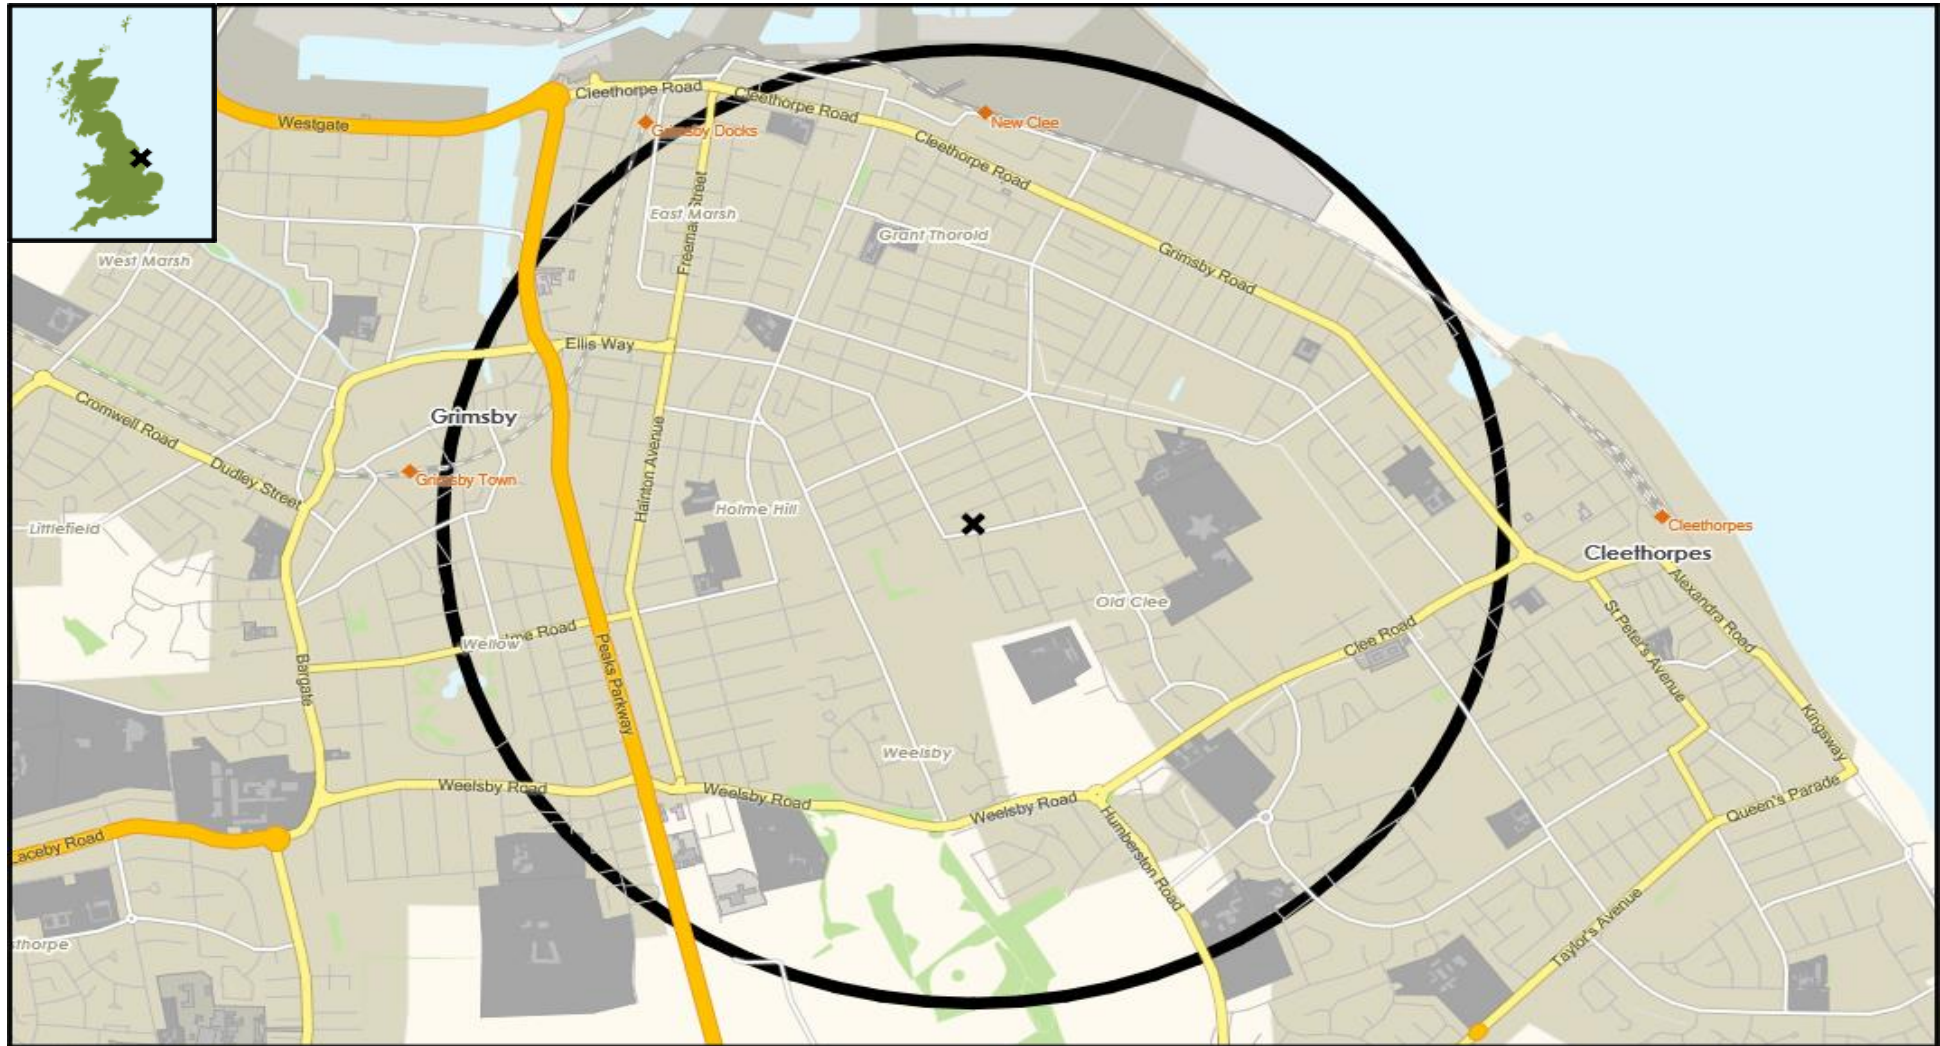 Westgate
Cleethorpe Road
Cleethorpe Road
Grimsby Docks
New Clee
Cleethorpe Road
Freeman Street
East Marsh
Grant Thorold
West Marsh
Grimsby Road
Ellis Way
Cromwell Road
Grimsby
Dudley Street
Grimsby Town
Hainton Avenue
Holme Hill
Littlefield
Cleethorpes
Cleethorpes
Old Clee
Alexandra Road
St Peter's Avenue
Clee Road
Wellow
lme Road
Bargate
Peaks Parkway
Kingsway
Weelsby
Weelsby Road
Weelsby Road
Weelsby Road
Queen's Parade
Humberston Road
Laceby Road
Taylor's Avenue
sthorpe